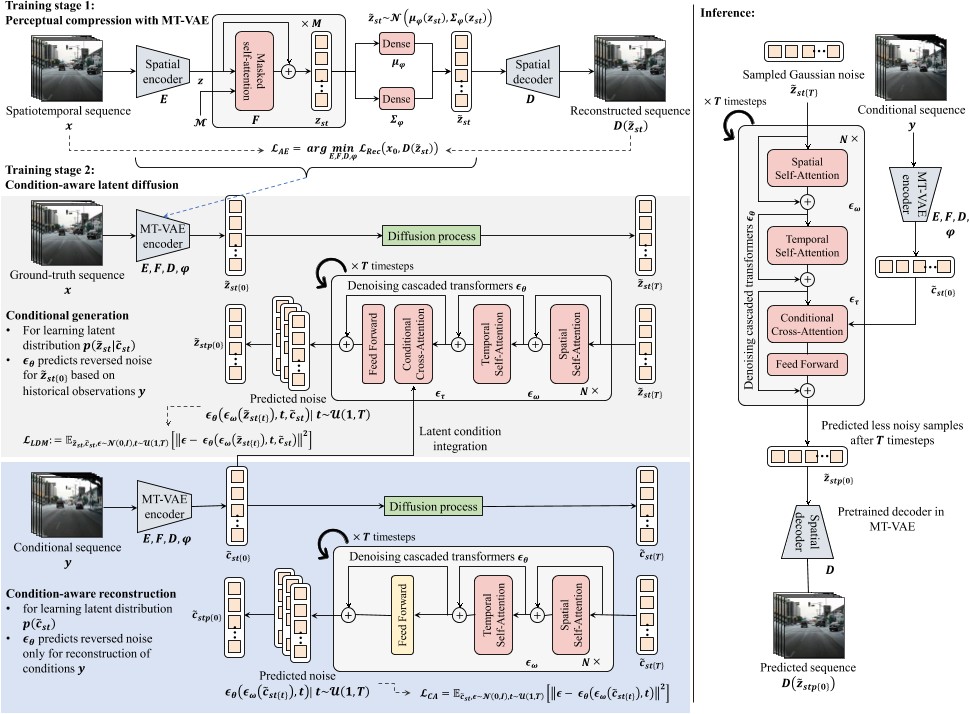 Training stage 1:
Perceptual compression with MT-VAE
Spatiotemporal sequence
x
Spatial
encoder
E
z
ℳ
× M
Masked
self-attention
F
+
z_st
z̃_st~𝒩(μ_φ(z_st), Σ_φ(z_st))
Dense
μ_φ
Dense
Σ_φ
z̃_st
Spatial
decoder
D
Reconstructed sequence
D(z̃_st)
ℒ_AE = arg min_{E,F,D,φ} ℒ_Rec(x_0, D(z̃_st))
Training stage 2:
Condition-aware latent diffusion
Ground-truth sequence
x
MT-VAE
encoder
E, F, D, φ
z̃_st(0)
Diffusion process
z̃_st(T)
Conditional generation
• For learning latent
distribution p(z̃_st|c̃_st)
• ϵ_θ predicts reversed noise
for z̃_st(0) based on
historical observations y
z̃_stp(0)
Predicted noise
ϵ_θ(ϵ_ω(z̃_st(t)), t, c̃_st)| t~𝒰(1, T)
× T timesteps
Denoising cascaded transformers ϵ_θ
+
Feed Forward
Conditional
Cross-Attention
ϵ_τ
+
Temporal
Self-Attention
+
ϵ_ω
Spatial
Self-Attention
N ×
z̃_st(T)
ℒ_LDM := 𝔼_{z̃_st,c̃_st,ϵ~𝒩(0,I),t~𝒰(1,T)} [‖ϵ − ϵ_θ(ϵ_ω(z̃_st(t)), t, c̃_st)‖²]
Latent condition
integration
Conditional sequence
y
MT-VAE
encoder
E, F, D, φ
c̃_st(0)
Diffusion process
c̃_st(T)
Condition-aware reconstruction
• for learning latent distribution
p(c̃_st)
• ϵ_θ predicts reversed noise
only for reconstruction of
conditions y
c̃_stp(0)
Predicted noise
ϵ_θ(ϵ_ω(c̃_st(t)), t)| t~𝒰(1, T)
× T timesteps
Denoising cascaded transformers ϵ_θ
+
Feed Forward
+
Temporal
Self-Attention
+
ϵ_ω
Spatial
Self-Attention
N ×
c̃_st(T)
ℒ_CA = 𝔼_{c̃_st,ϵ~𝒩(0,I),t~𝒰(1,T)} [‖ϵ − ϵ_θ(ϵ_ω(c̃_st(t)), t)‖²]
Inference:
Sampled Gaussian noise
z̃_st(T)
Conditional sequence
y
× T timesteps
Denoising cascaded transformers ϵ_θ
N ×
Spatial
Self-Attention
+
ϵ_ω
Temporal
Self-Attention
+
ϵ_τ
Conditional
Cross-Attention
Feed Forward
+
MT-VAE
encoder
E, F, D,
φ
c̃_st(0)
Predicted less noisy samples
after T timesteps
z̃_stp(0)
Spatial
decoder
D
Pretrained decoder in
MT-VAE
Predicted sequence
D(z̃_stp(0))